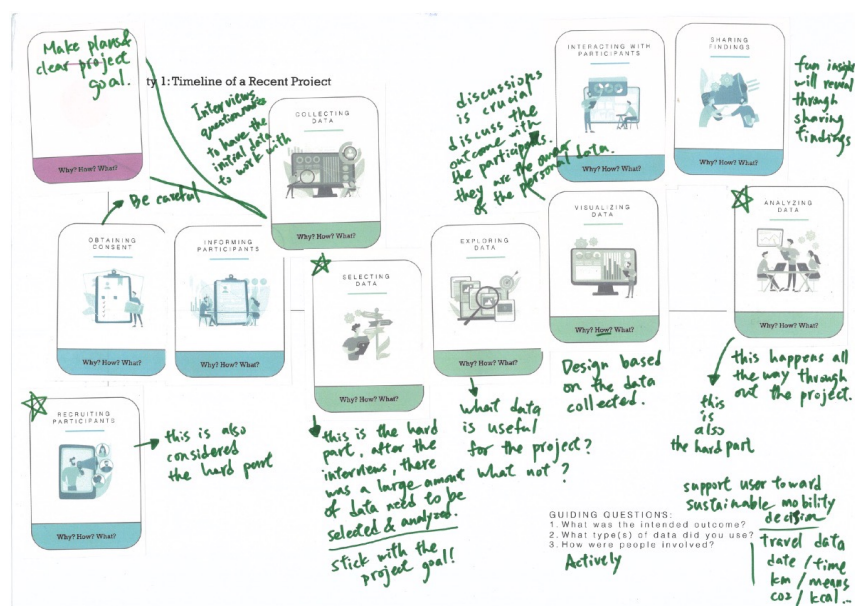 Make plans&
clear project
goal.
Why? How? What?
ty 1: Timeline of a Recent Project
Interviews
questionnaires
to have the
initial data
to work with
COLLECTING
DATA
Why? How? What?
discussions
is crucial
discuss the
outcome with
the participants.
they are the owner
of the personal data.
INTERACTING WITH
PARTICIPANTS
Why? How? What?
SHARING
FINDINGS
Why? How? What?
fun insight
will reveal
through
sharing
findings
Be careful
OBTAINING
CONSENT
Why? How? What?
INFORMING
PARTICIPANTS
Why? How? What?
SELECTING
DATA
Why? How? What?
EXPLORING
DATA
Why? How? What?
VISUALIZING
DATA
Why? How? What?
ANALYZING
DATA
Why? How? What?
RECRUITING
PARTICIPANTS
Why? How? What?
this is also
considered
the hard part
this is the hard
part, after the
interviews, there
was a large amount
of data need to be
selected & analyzed.
stick with the
project goal!
what data
is useful
for the project?
what not?
Design based
on the data
collected.
this happens all
the way through
out the project.
this
is
also
the hard part
support user toward
sustainable mobility
decision
GUIDING QUESTIONS:
1. What was the intended outcome?
2. What type(s) of data did you use?
3. How were people involved?
Actively
travel data
date / time
km / means
co2 / kcal...